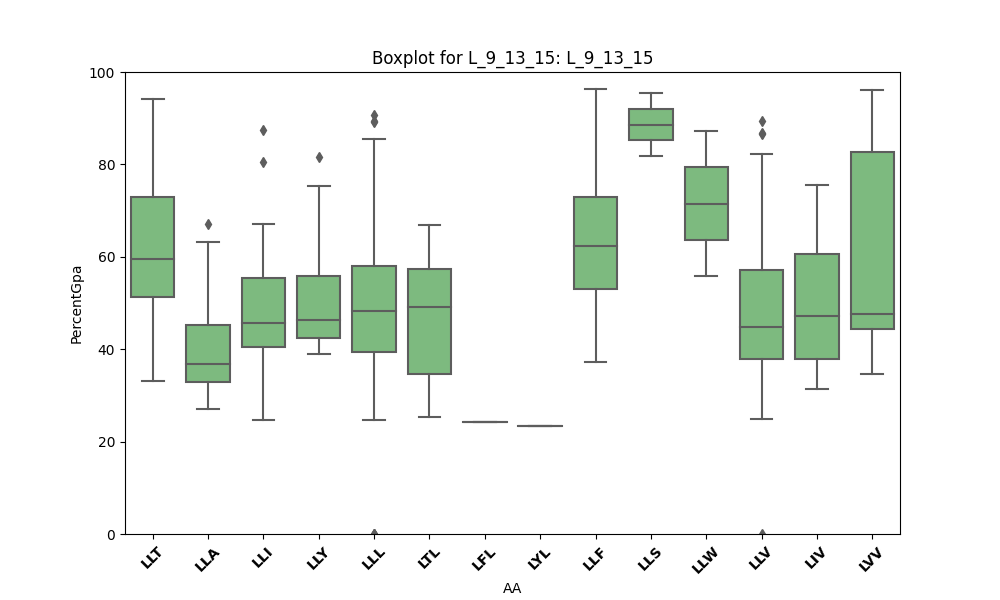 Boxplot for L_9_13_15: L_9_13_15
PercentGpa
100
80
60
40
20
0
LLT LLA LLI LLY LLL LTL LFL LYL LLF LLS LLW LLV LIV LVV
AA